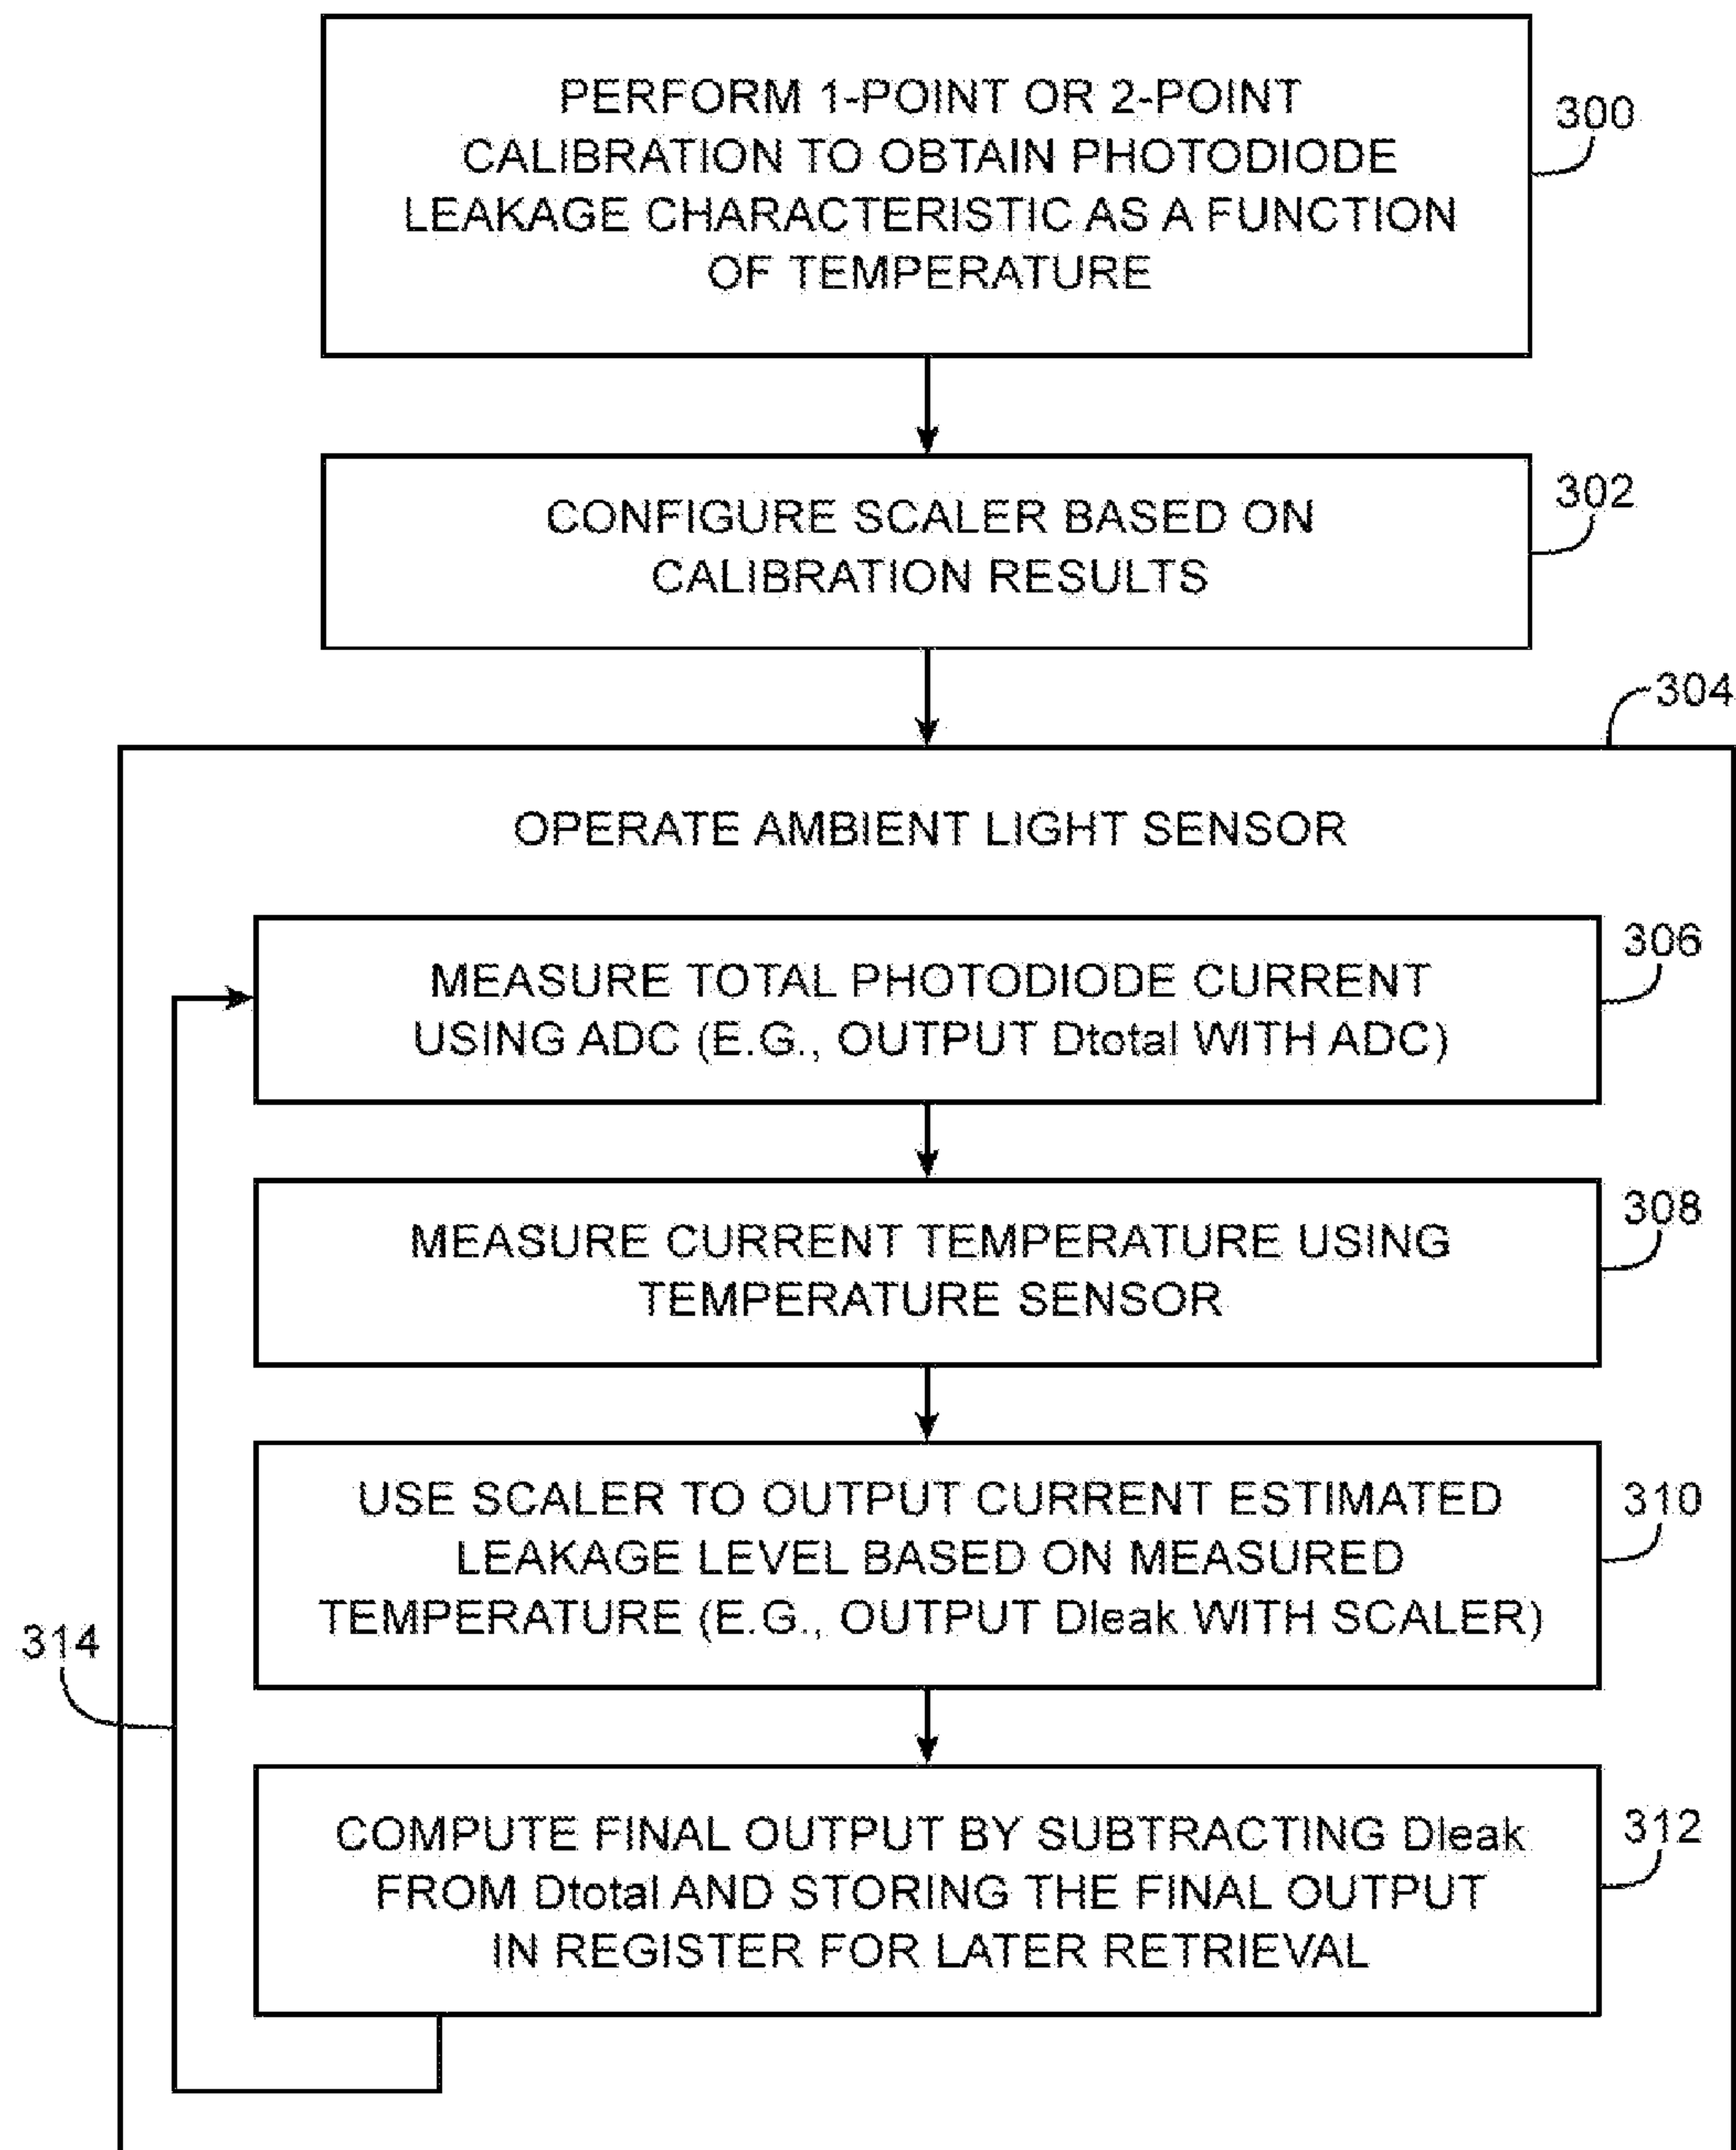 PERFORM 1-POINT OR 2-POINT
CALIBRATION TO OBTAIN PHOTODIODE
LEAKAGE CHARACTERISTIC AS A FUNCTION
OF TEMPERATURE
300
CONFIGURE SCALER BASED ON
CALIBRATION RESULTS
302
304
OPERATE AMBIENT LIGHT SENSOR
MEASURE TOTAL PHOTODIODE CURRENT
USING ADC (E.G., OUTPUT Dtotal WITH ADC)
306
MEASURE CURRENT TEMPERATURE USING
TEMPERATURE SENSOR
308
USE SCALER TO OUTPUT CURRENT ESTIMATED
LEAKAGE LEVEL BASED ON MEASURED
TEMPERATURE (E.G., OUTPUT Dleak WITH SCALER)
310
314
COMPUTE FINAL OUTPUT BY SUBTRACTING Dleak
FROM Dtotal AND STORING THE FINAL OUTPUT
IN REGISTER FOR LATER RETRIEVAL
312